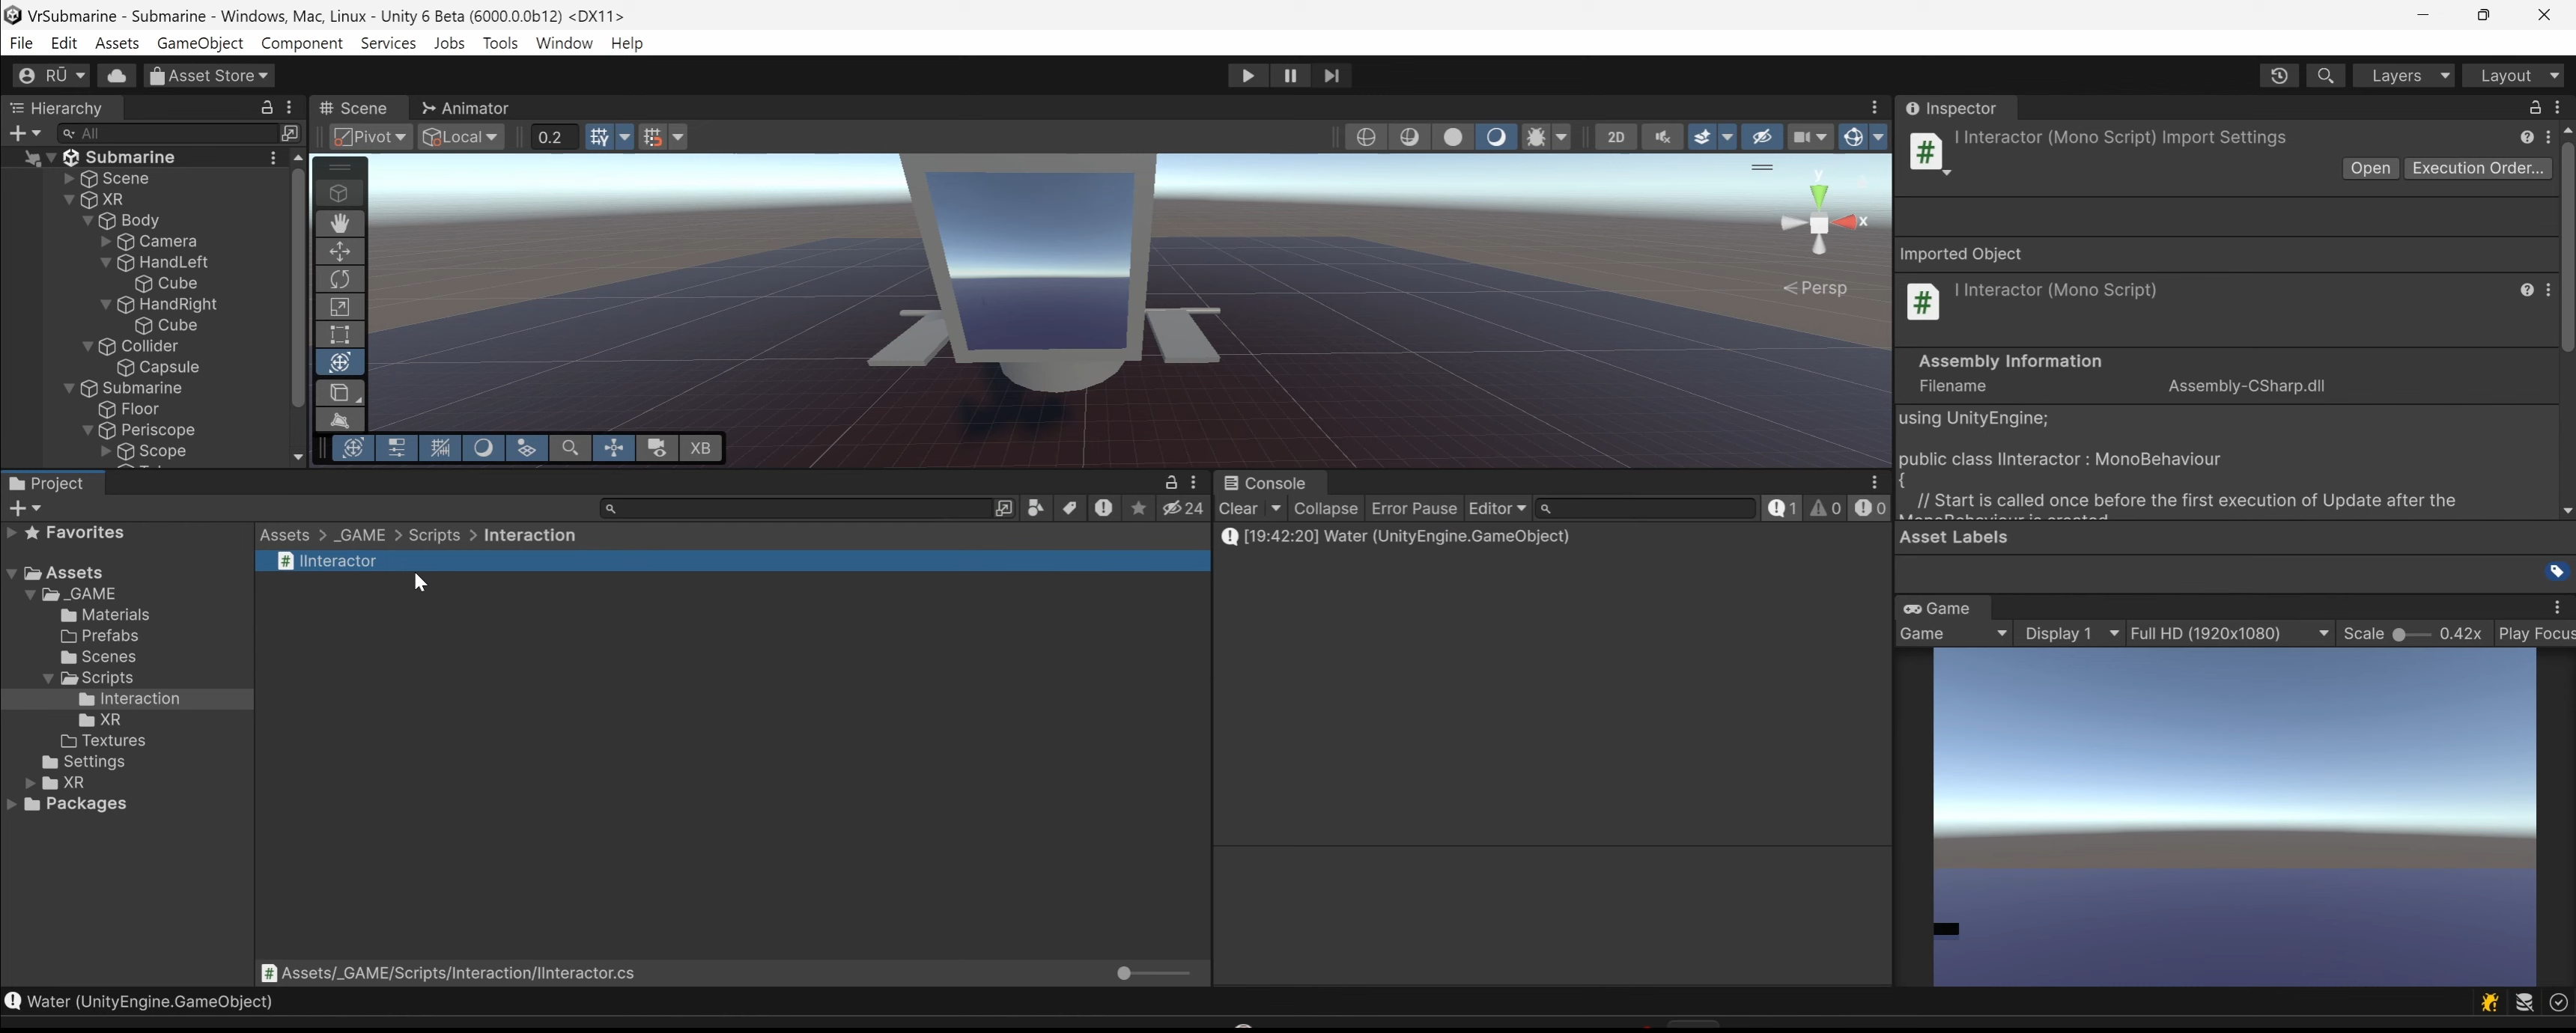 VrSubmarine - Submarine - Windows, Mac, Linux - Unity 6 Beta (6000.0.0b12) <DX11>
File Edit Assets GameObject Component Services Jobs Tools Window Help
RŪ Asset Store Layers Layout
Hierarchy
All
Submarine
Scene
XR
Body
Camera
HandLeft
Cube
HandRight
Cube
Collider
Capsule
Submarine
Floor
Periscope
Scope
Scene Animator
Pivot Local 0.2 2D
y
x
Persp
XB
Inspector
I Interactor (Mono Script) Import Settings
Open Execution Order...
Imported Object
I Interactor (Mono Script)
Assembly Information
Filename Assembly-CSharp.dll
using UnityEngine;
public class IInteractor : MonoBehaviour
{
// Start is called once before the first execution of Update after the
MonoBehaviour is created
Asset Labels
Project
24
Favorites
Assets
_GAME
Materials
Prefabs
Scenes
Scripts
Interaction
XR
Textures
Settings
XR
Packages
Assets > _GAME > Scripts > Interaction
IInteractor
Assets/_GAME/Scripts/Interaction/IInteractor.cs
Console
Clear Collapse Error Pause Editor 1 0 0
[19:42:20] Water (UnityEngine.GameObject)
Game
Game Display 1 Full HD (1920x1080) Scale 0.42x Play Focus
Water (UnityEngine.GameObject)